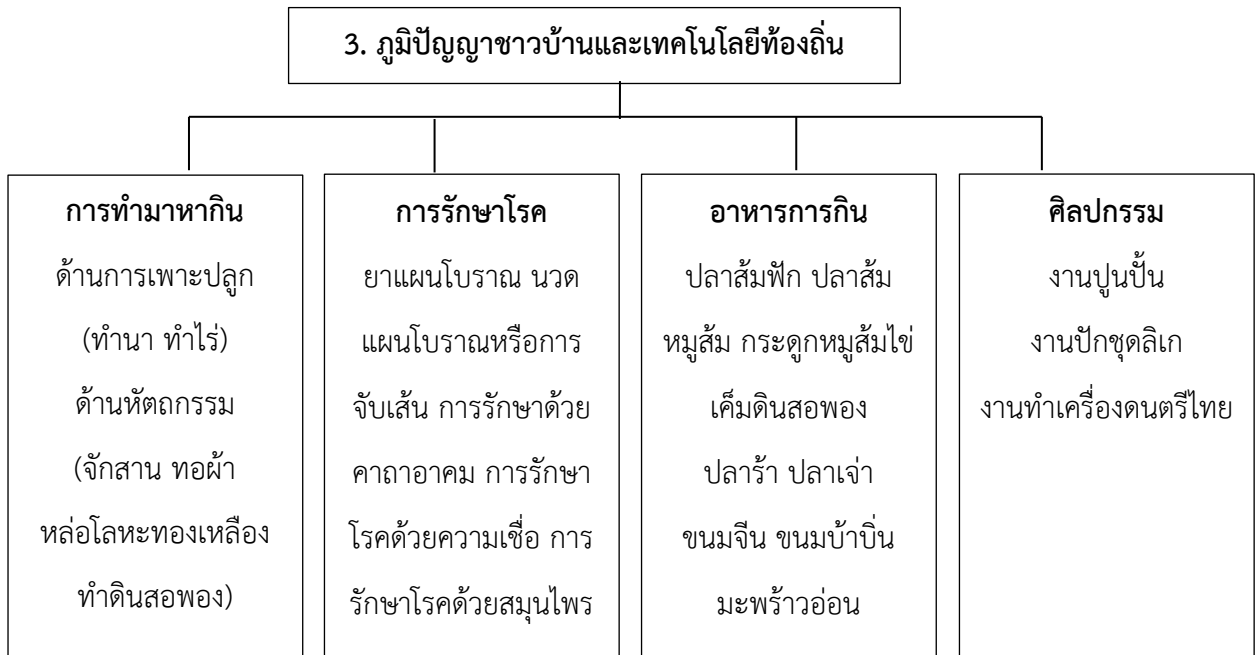 3. ภูมิปัญญาชาวบ้านและเทคโนโลยีท้องถิ่น
การทำมาหากิน
ด้านการเพาะปลูก
(ทำนา ทำไร่)
ด้านหัตถกรรม
(จักสาน ทอผ้า
หล่อโลหะทองเหลือง
ทำดินสอพอง)
การรักษาโรค
ยาแผนโบราณ นวด
แผนโบราณหรือการ
จับเส้น การรักษาด้วย
คาถาอาคม การรักษา
โรคด้วยความเชื่อ การ
รักษาโรคด้วยสมุนไพร
อาหารการกิน
ปลาส้มฟัก ปลาส้ม
หมูส้ม กระดูกหมูส้มไข่
เค็มดินสอพอง
ปลาร้า ปลาเจ่า
ขนมจีน ขนมบ้าบิ่น
มะพร้าวอ่อน
ศิลปกรรม
งานปูนปั้น
งานปักชุดลิเก
งานทำเครื่องดนตรีไทย